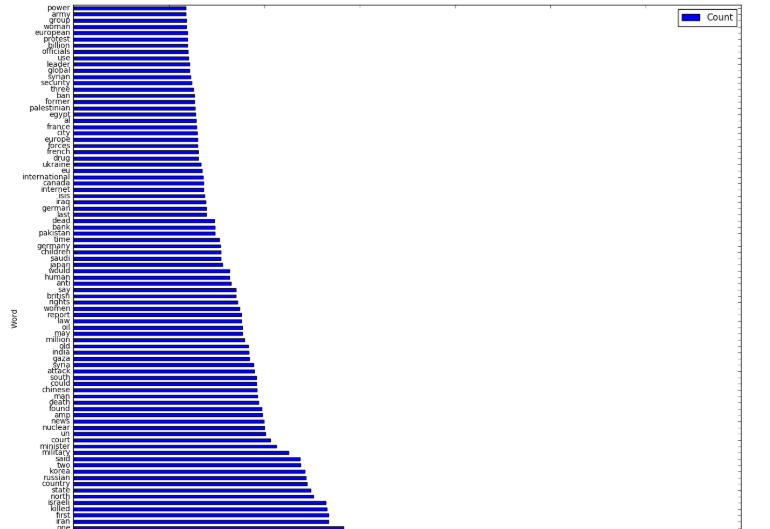 Count
Word
power
army
group
woman
european
protest
billion
officials
use
leader
global
syrian
security
three
ban
former
palestinian
egypt
al
france
city
europe
forces
french
drug
ukraine
eu
international
canada
internet
isis
iraq
german
last
dead
bank
pakistan
time
germany
children
saudi
japan
would
human
anti
say
british
rights
women
report
law
oil
may
million
old
india
gaza
syria
attack
south
could
chinese
man
death
found
amp
news
nuclear
un
court
minister
military
said
two
korea
russian
country
state
north
israeli
killed
first
iran
one